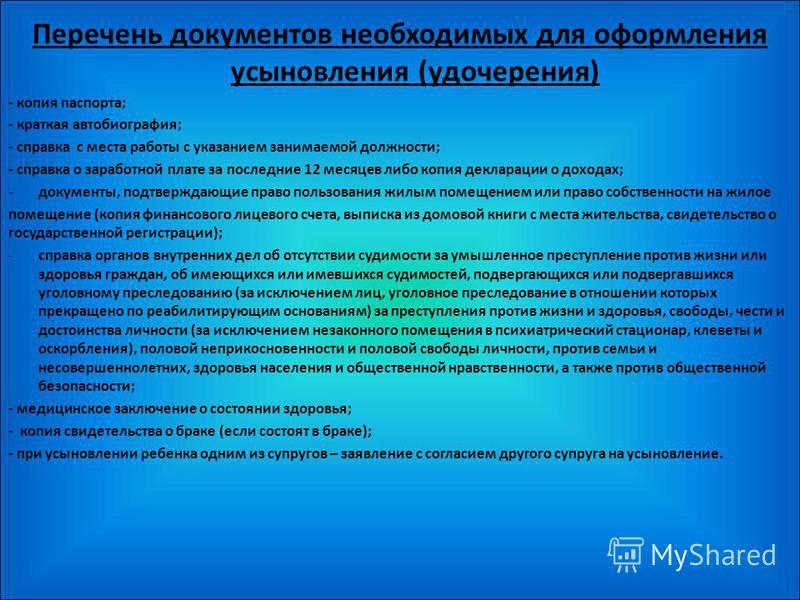 Перечень документов необходимых для оформления
усыновления (удочерения)
- копия паспорта;
- краткая автобиография;
- справка с места работы с указанием занимаемой должности;
- справка о заработной плате за последние 12 месяцев либо копия декларации о доходах;
- документы, подтверждающие право пользования жилым помещением или право собственности на жилое
помещение (копия финансового лицевого счета, выписка из домовой книги с места жительства, свидетельство о
государственной регистрации);
- справка органов внутренних дел об отсутствии судимости за умышленное преступление против жизни или
здоровья граждан, об имеющихся или имевшихся судимостей, подвергающихся или подвергавшихся
уголовному преследованию (за исключением лиц, уголовное преследование в отношении которых
прекращено по реабилитирующим основаниям) за преступления против жизни и здоровья, свободы, чести и
достоинства личности (за исключением незаконного помещения в психиатрический стационар, клеветы и
оскорбления), половой неприкосновенности и половой свободы личности, против семьи и
несовершеннолетних, здоровья населения и общественной нравственности, а также против общественной
безопасности;
- медицинское заключение о состоянии здоровья;
- копия свидетельства о браке (если состоят в браке);
- при усыновлении ребенка одним из супругов – заявление с согласием другого супруга на усыновление.
MyShared